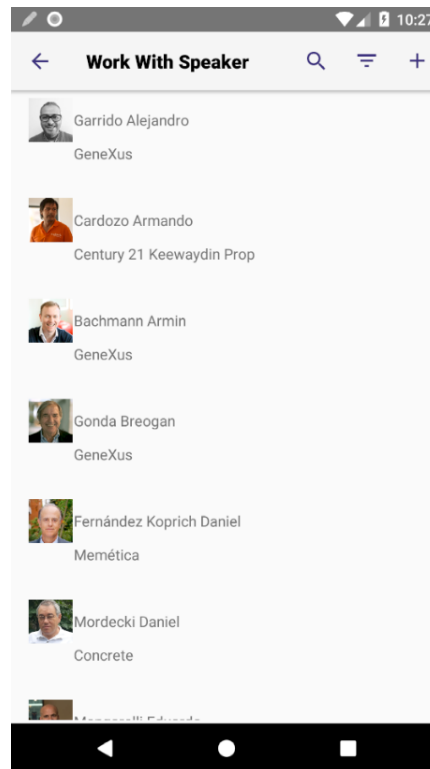 10:27
Work With Speaker
Garrido Alejandro
GeneXus
Cardozo Armando
Century 21 Keewaydin Prop
Bachmann Armin
GeneXus
Gonda Breogan
GeneXus
Fernández Koprich Daniel
Memética
Mordecki Daniel
Concrete